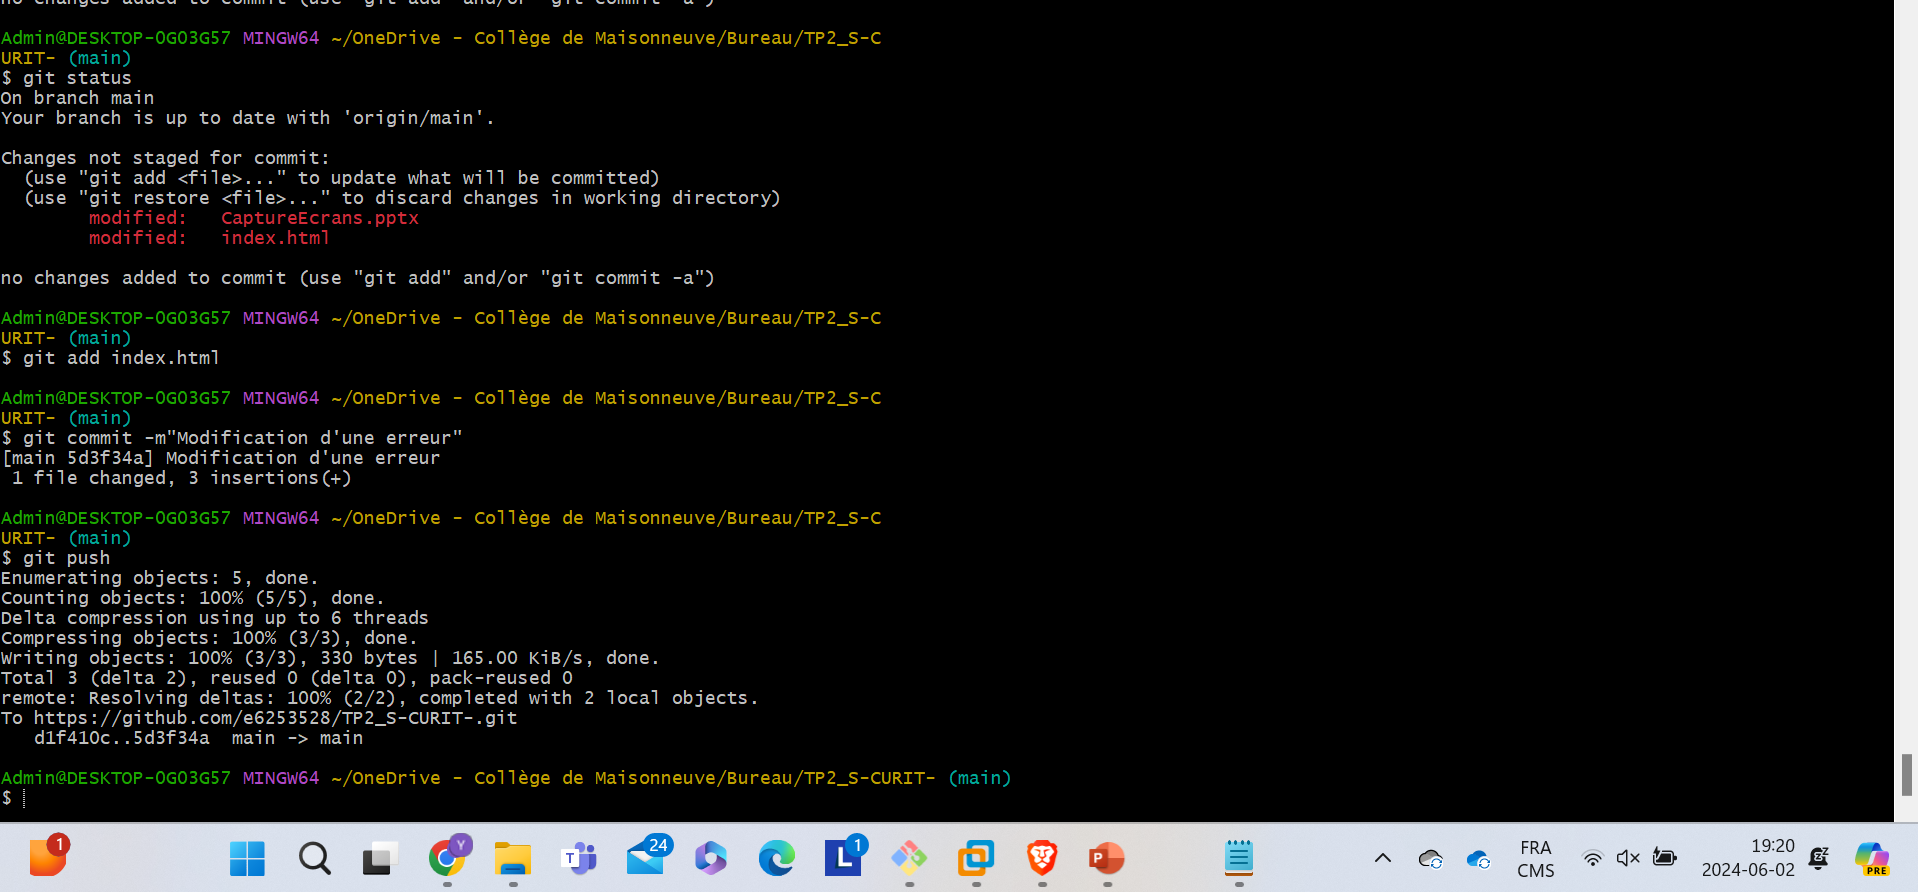 no changes added to commit (use "git add" and/or "git commit -a")
Admin@DESKTOP-0G03G57 MINGW64 ~/OneDrive - Collège de Maisonneuve/Bureau/TP2_S-C
URIT- (main)
$ git status
On branch main
Your branch is up to date with 'origin/main'.
Changes not staged for commit:
  (use "git add <file>..." to update what will be committed)
  (use "git restore <file>..." to discard changes in working directory)
        modified:   CaptureEcrans.pptx
        modified:   index.html
no changes added to commit (use "git add" and/or "git commit -a")
Admin@DESKTOP-0G03G57 MINGW64 ~/OneDrive - Collège de Maisonneuve/Bureau/TP2_S-C
URIT- (main)
$ git add index.html
Admin@DESKTOP-0G03G57 MINGW64 ~/OneDrive - Collège de Maisonneuve/Bureau/TP2_S-C
URIT- (main)
$ git commit -m"Modification d'une erreur"
[main 5d3f34a] Modification d'une erreur
 1 file changed, 3 insertions(+)
Admin@DESKTOP-0G03G57 MINGW64 ~/OneDrive - Collège de Maisonneuve/Bureau/TP2_S-C
URIT- (main)
$ git push
Enumerating objects: 5, done.
Counting objects: 100% (5/5), done.
Delta compression using up to 6 threads
Compressing objects: 100% (3/3), done.
Writing objects: 100% (3/3), 330 bytes | 165.00 KiB/s, done.
Total 3 (delta 2), reused 0 (delta 0), pack-reused 0
remote: Resolving deltas: 100% (2/2), completed with 2 local objects.
To https://github.com/e6253528/TP2_S-CURIT-.git
   d1f410c..5d3f34a  main -> main
Admin@DESKTOP-0G03G57 MINGW64 ~/OneDrive - Collège de Maisonneuve/Bureau/TP2_S-CURIT- (main)
$
1
Y
T
24
L
1
P
FRA
CMS
19:20
2024-06-02
PRE